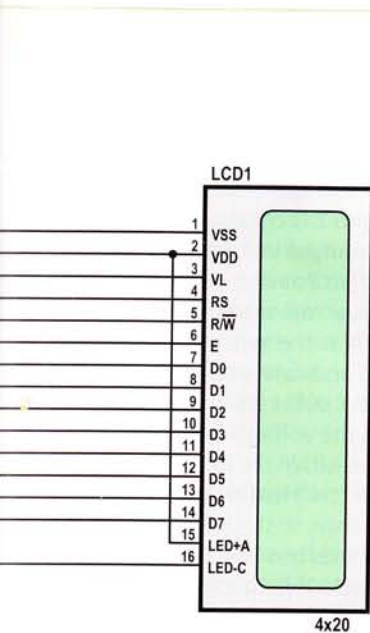 LCD1
1 VSS
2 VDD
3 VL
4 RS
5 R/W̅
6 E
7 D0
8 D1
9 D2
10 D3
11 D4
12 D5
13 D6
14 D7
15 LED+A
16 LED-C
4x20